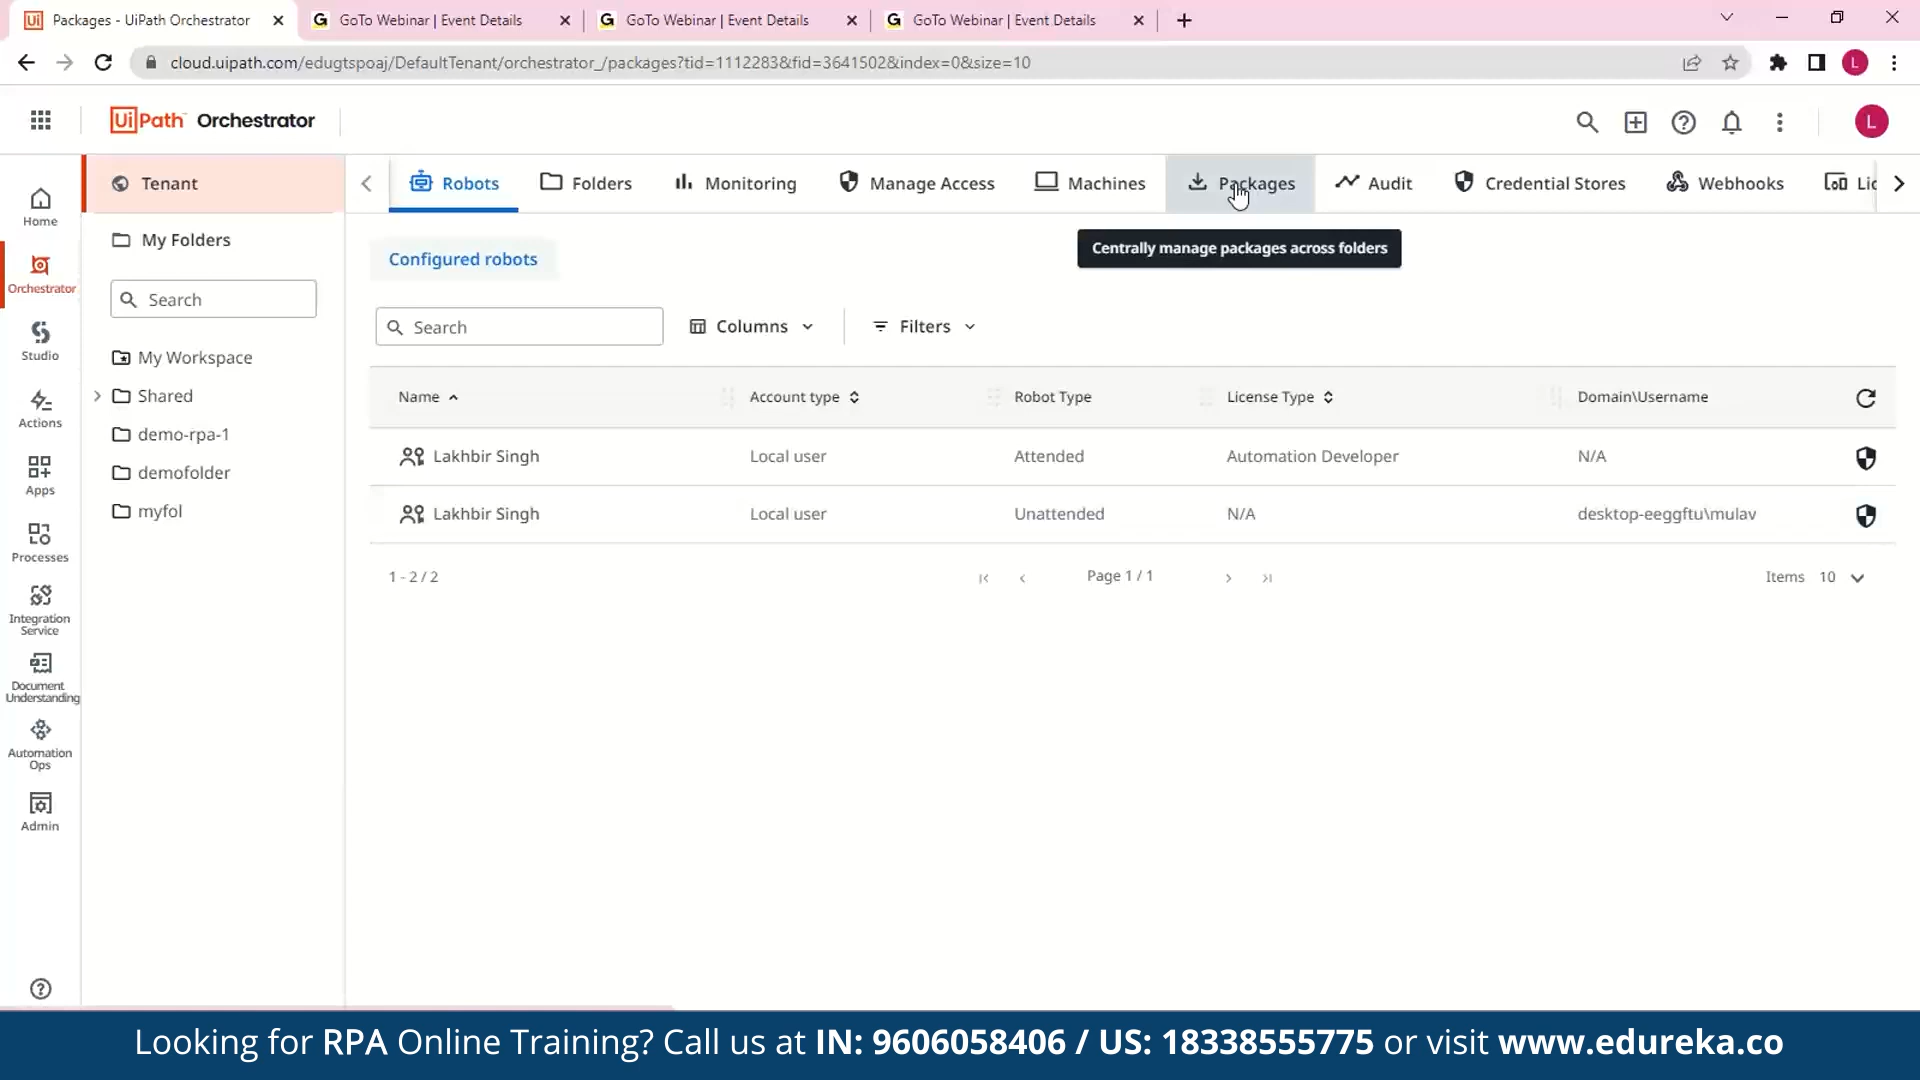 Packages - UiPath Orchestrator
GoTo Webinar | Event Details
GoTo Webinar | Event Details
GoTo Webinar | Event Details
cloud.uipath.com/edugtspoaj/DefaultTenant/orchestrator_/packages?tid=1112283&fid=3641502&index=0&size=10
L
UiPath Orchestrator
L
Tenant
Robots
Folders
Monitoring
Manage Access
Machines
Packages
Audit
Credential Stores
Webhooks
Lic
Home
Orchestrator
Studio
Actions
Apps
Processes
Integration
Service
Document
Understanding
Automation
Ops
Admin
My Folders
Search
My Workspace
Shared
demo-rpa-1
demofolder
myfol
Centrally manage packages across folders
Configured robots
Search
Columns
Filters
Name Account type Robot Type License Type Domain\Username
Lakhbir Singh Local user Attended Automation Developer N/A
Lakhbir Singh Local user Unattended N/A desktop-eeggftu\mulav
1 - 2 / 2 Page 1 / 1 Items 10
Looking for RPA Online Training? Call us at IN: 9606058406 / US: 18338555775 or visit www.edureka.co